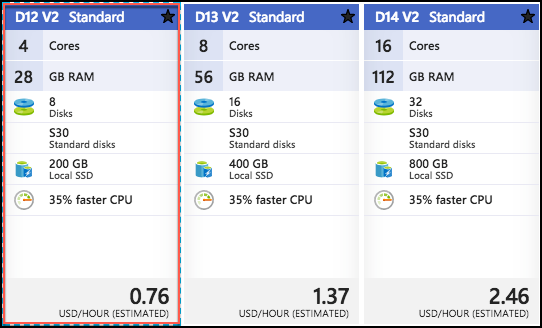 D12 V2 Standard
4 Cores
28 GB RAM
8
Disks
S30
Standard disks
200 GB
Local SSD
35% faster CPU
0.76
USD/HOUR (ESTIMATED)
D13 V2 Standard
8 Cores
56 GB RAM
16
Disks
S30
Standard disks
400 GB
Local SSD
35% faster CPU
1.37
USD/HOUR (ESTIMATED)
D14 V2 Standard
16 Cores
112 GB RAM
32
Disks
S30
Standard disks
800 GB
Local SSD
35% faster CPU
2.46
USD/HOUR (ESTIMATED)